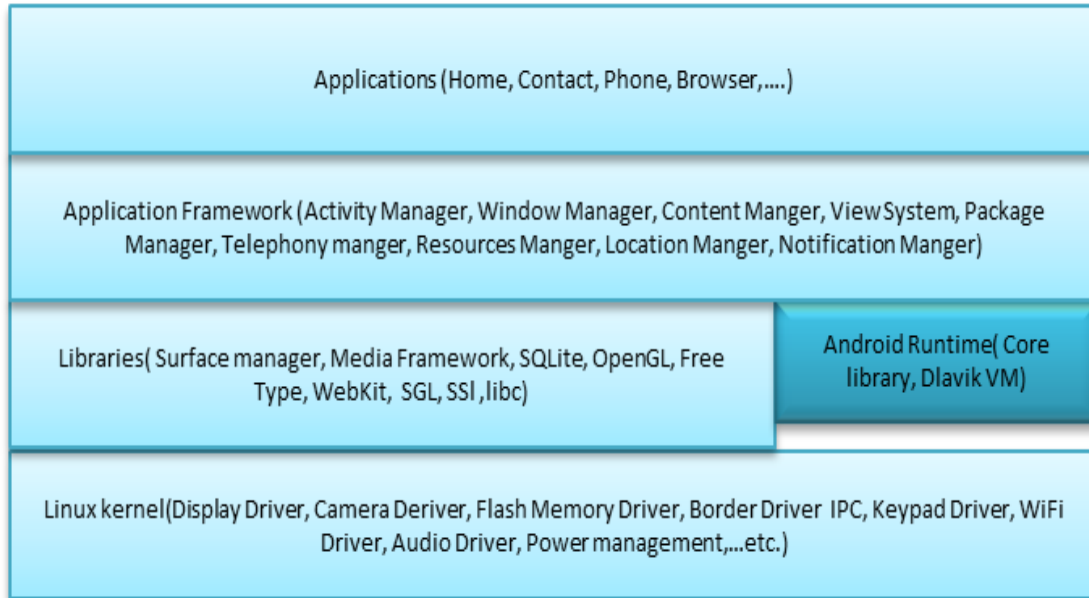 Applications (Home, Contact, Phone, Browser,....)
Application Framework (Activity Manager, Window Manager, Content Manger, View System, Package
Manager, Telephony manger, Resources Manger, Location Manger, Notification Manger)
Libraries( Surface manager, Media Framework, SQLite, OpenGL, Free
Type, WebKit, SGL, SSl ,libc)
Android Runtime( Core
library, Dlavik VM)
Linux kernel(Display Driver, Camera Deriver, Flash Memory Driver, Border Driver IPC, Keypad Driver, WiFi
Driver, Audio Driver, Power management,...etc.)